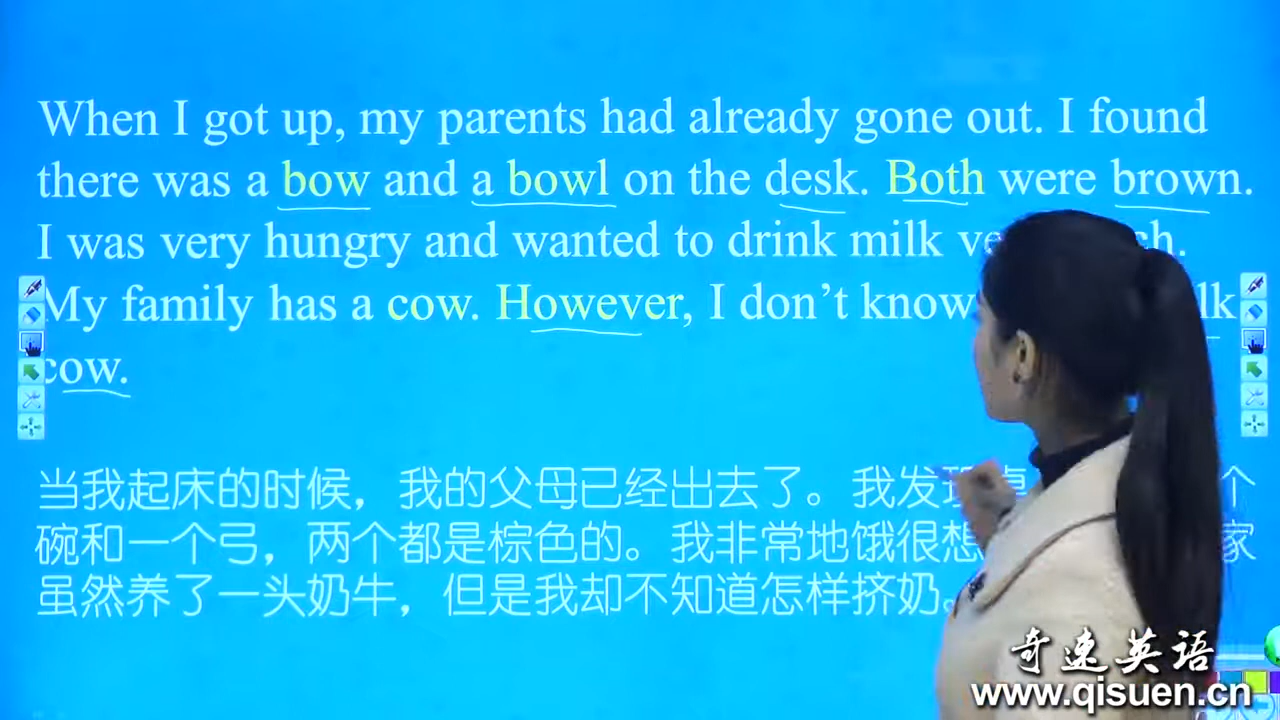 When I got up, my parents had already gone out. I found
there was a bow and a bowl on the desk. Both were brown.
I was very hungry and wanted to drink milk
My family has a cow. However, I don't know
cow.
当我起床的时候，我的父母已经出去了。我发现 个
碗和一个弓，两个都是棕色的。我非常地饿很想 家
虽然养了一头奶牛，但是我却不知道怎样挤奶。
奇速英语
www.qisuen.cn